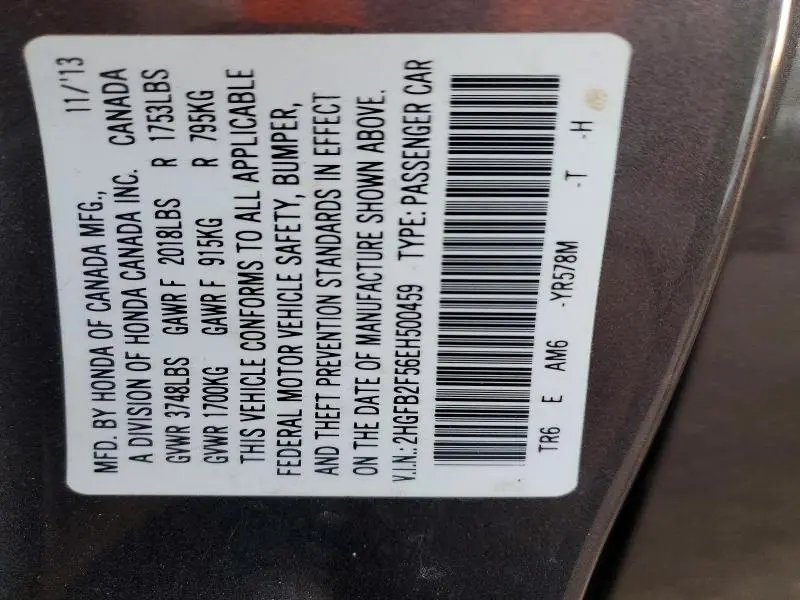 MFD. BY HONDA OF CANADA MFG., 11/'13
A DIVISION OF HONDA CANADA INC. CANADA
GVWR 3748LBS GAWR F 2018LBS R 1753LBS
GVWR 1700KG GAWR F 915KG R 795KG
THIS VEHICLE CONFORMS TO ALL APPLICABLE
FEDERAL MOTOR VEHICLE SAFETY, BUMPER,
AND THEFT PREVENTION STANDARDS IN EFFECT
ON THE DATE OF MANUFACTURE SHOWN ABOVE.
V.I.N.: 2HGFB2F56EH500459 TYPE: PASSENGER CAR
TR6 E AM6 -YR578M -T -H